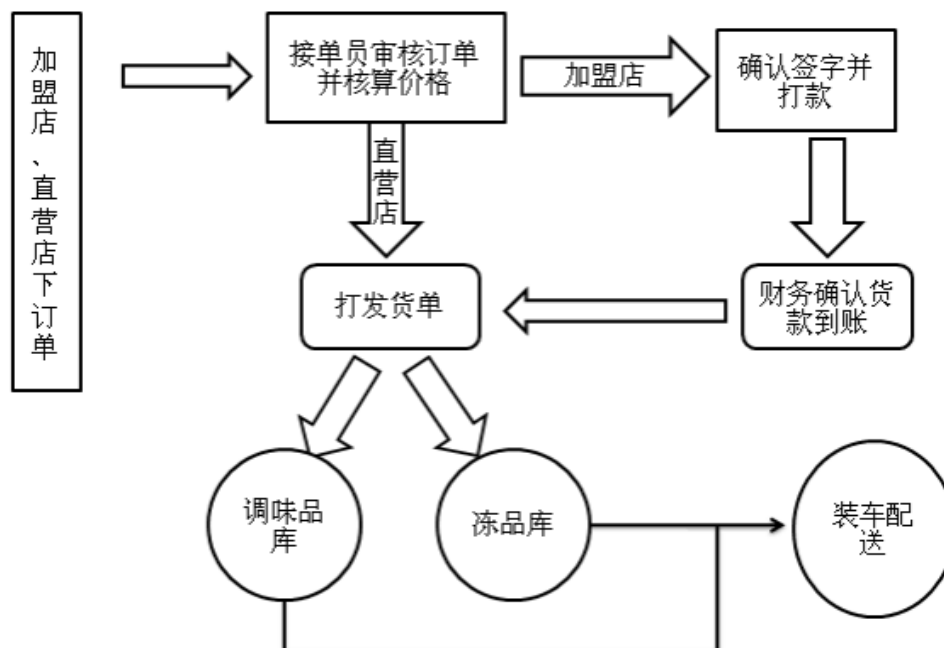 加盟店、直营店下订单
接单员审核订单
并核算价格
加盟店
确认签字并
打款
直营店
打发货单
财务确认货
款到账
调味品
库
冻品库
装车配
送